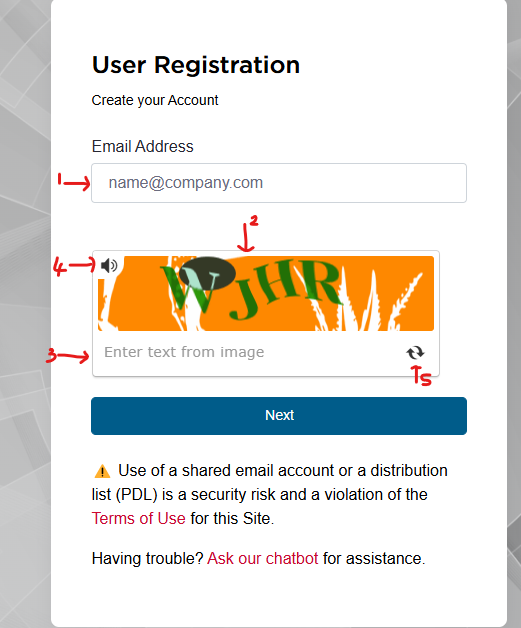 User Registration
Create your Account
Email Address
1 name@company.com
2
4 WJHR
3 Enter text from image
5
Next
Use of a shared email account or a distribution
list (PDL) is a security risk and a violation of the
Terms of Use for this Site.
Having trouble? Ask our chatbot for assistance.